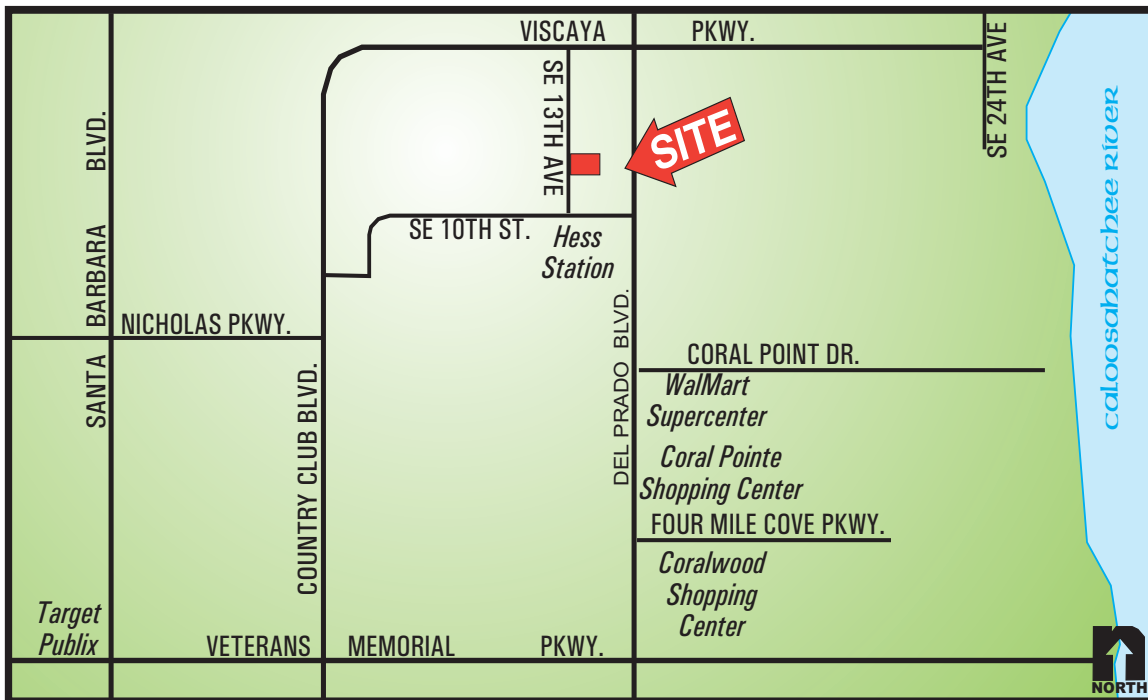 VISCAYA PKWY.
SE 24TH AVE
SE 13TH AVE
SITE
SANTA BARBARA BLVD.
CALOOSAHATCHEE RIVER
SE 10TH ST.
Hess
Station
NICHOLAS PKWY.
COUNTRY CLUB BLVD.
DEL PRADO BLVD.
CORAL POINT DR.
WalMart
Supercenter
Coral Pointe
Shopping Center
FOUR MILE COVE PKWY.
Coralwood
Shopping
Center
Target
Publix
VETERANS MEMORIAL PKWY.
n
NORTH